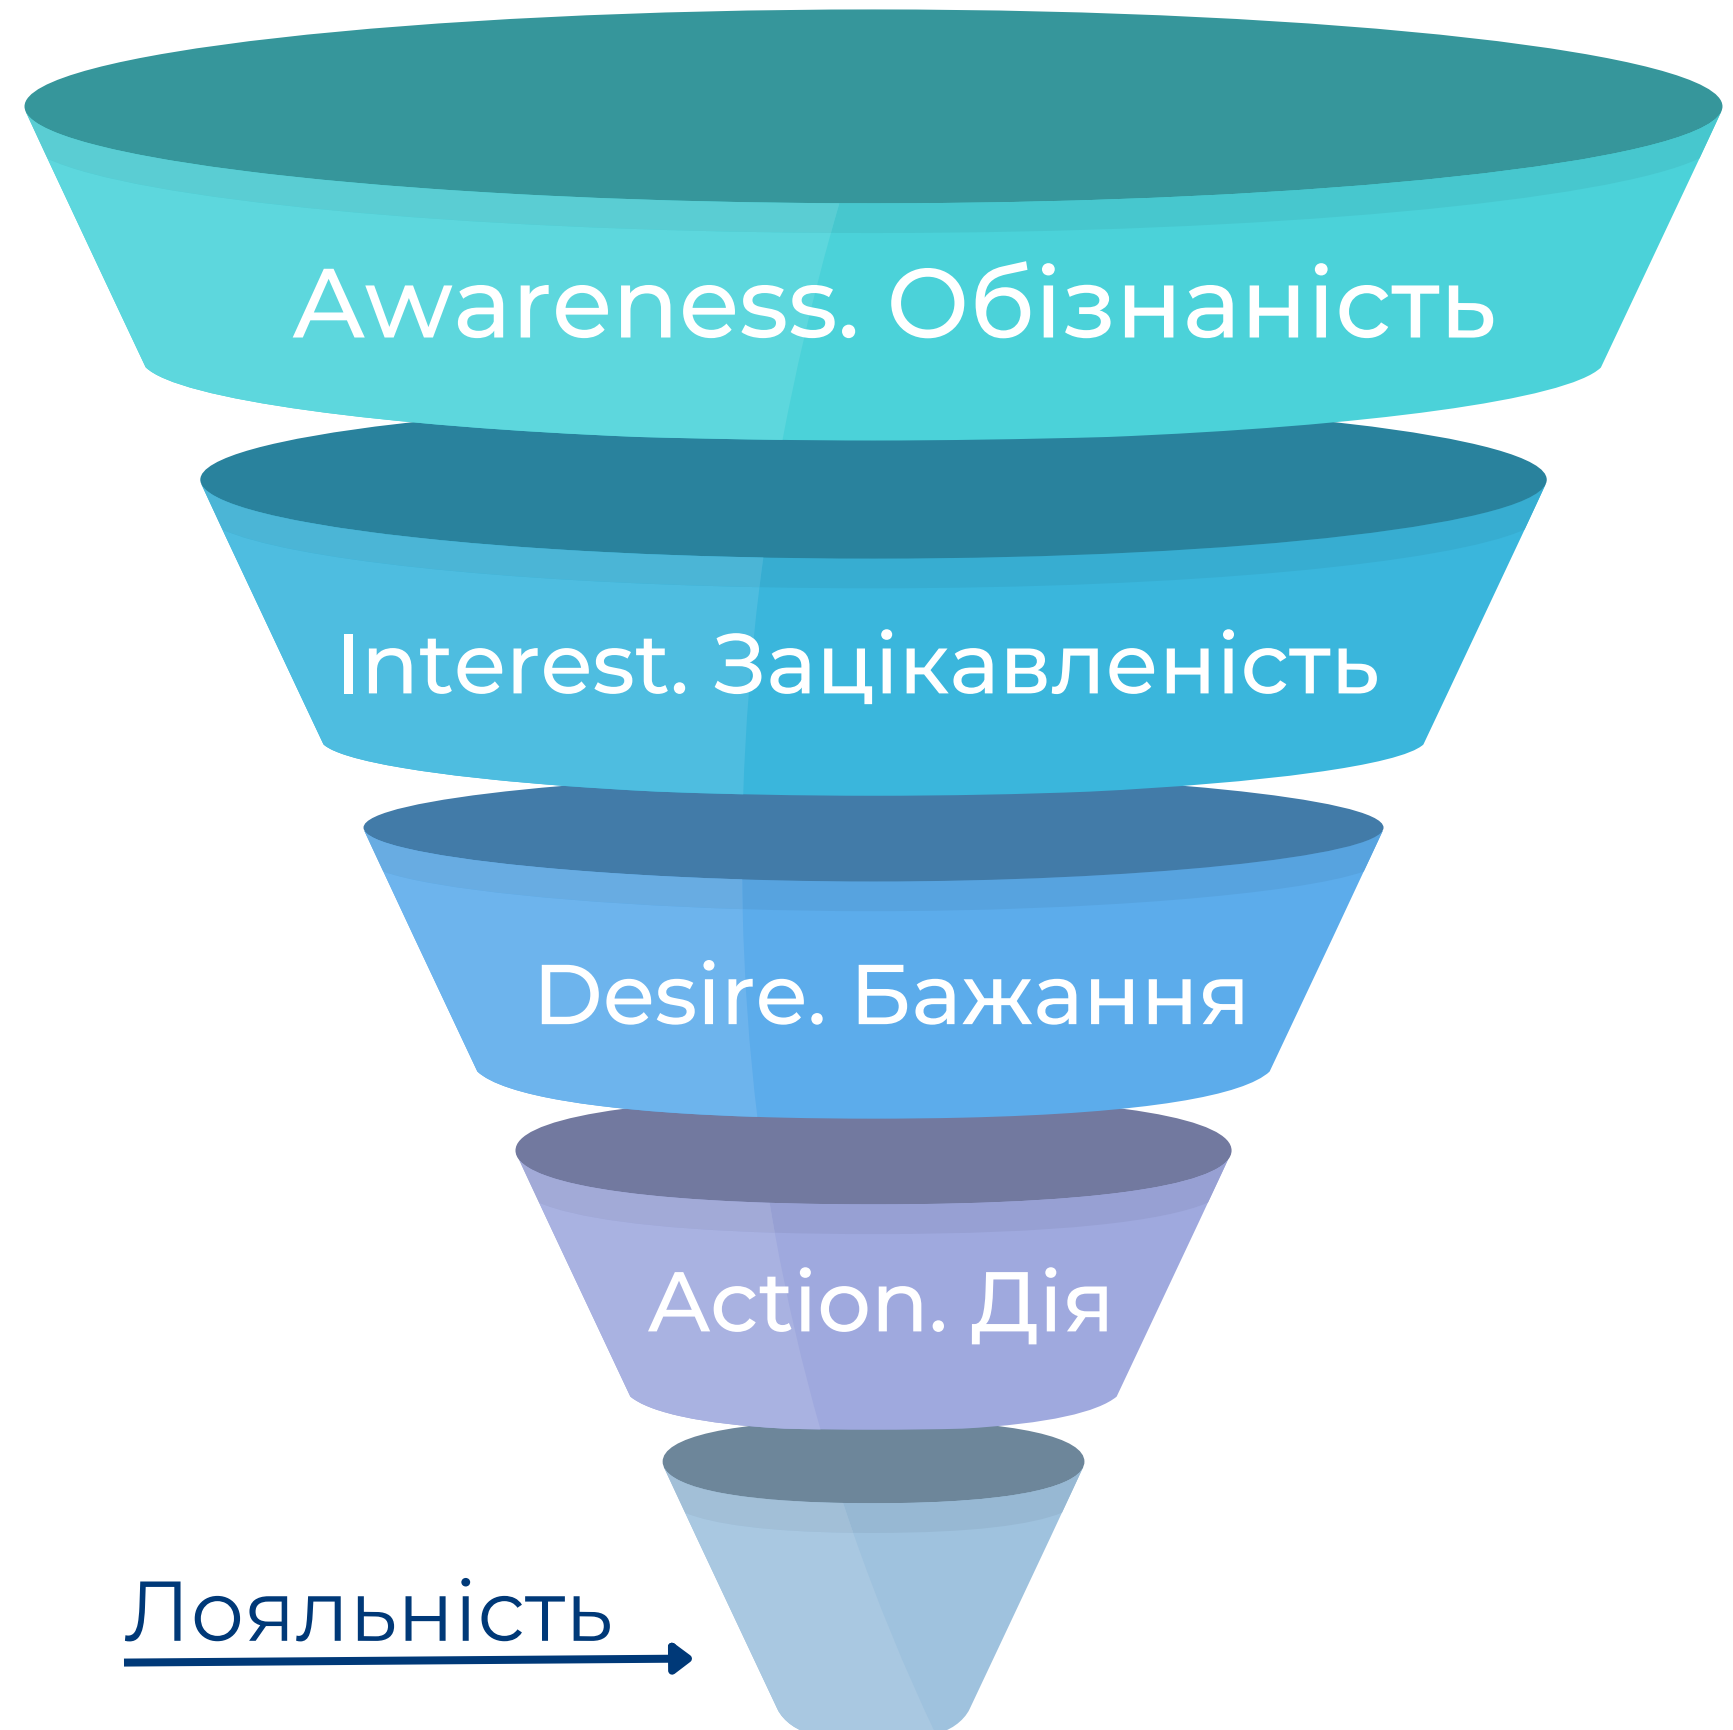 Awareness. Обізнаність
Interest. Зацікавленість
Desire. Бажання
Action. Дія
Лояльність